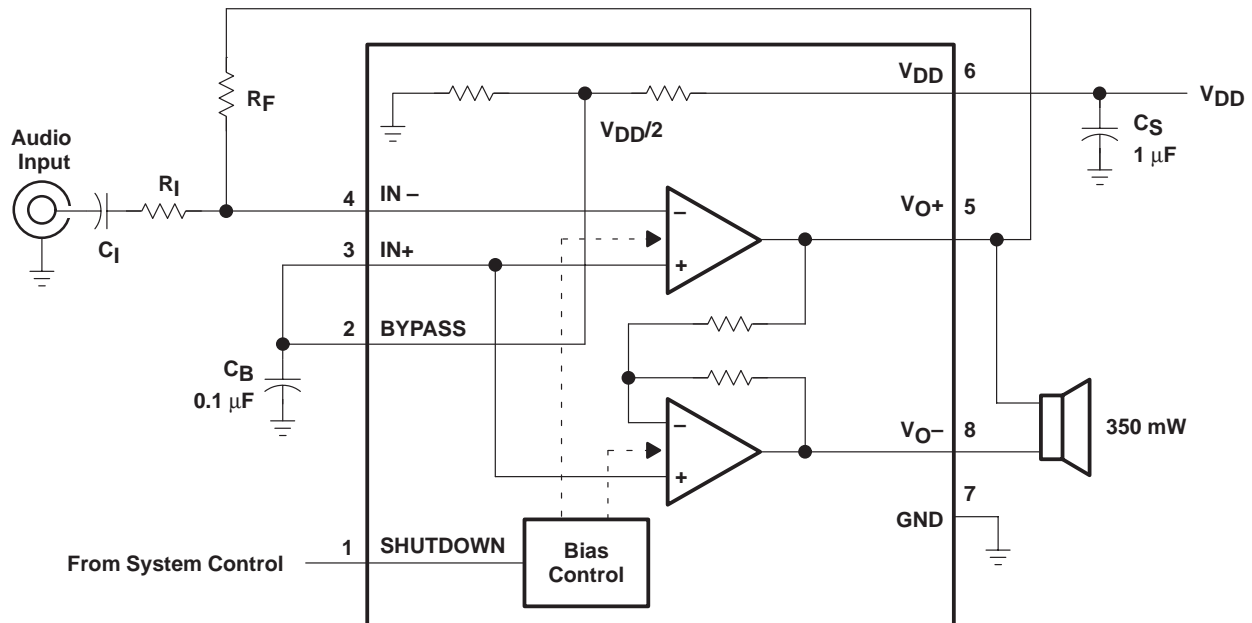 V_DD 6
R_F
V_DD/2
V_DD
Audio
Input
C_S
1 μF
R_I
4 IN –
V_O+ 5
C_I
3 IN+
2 BYPASS
C_B
0.1 μF
V_O– 8
350 mW
7
GND
1 SHUTDOWN
From System Control
Bias
Control
–
+
–
+